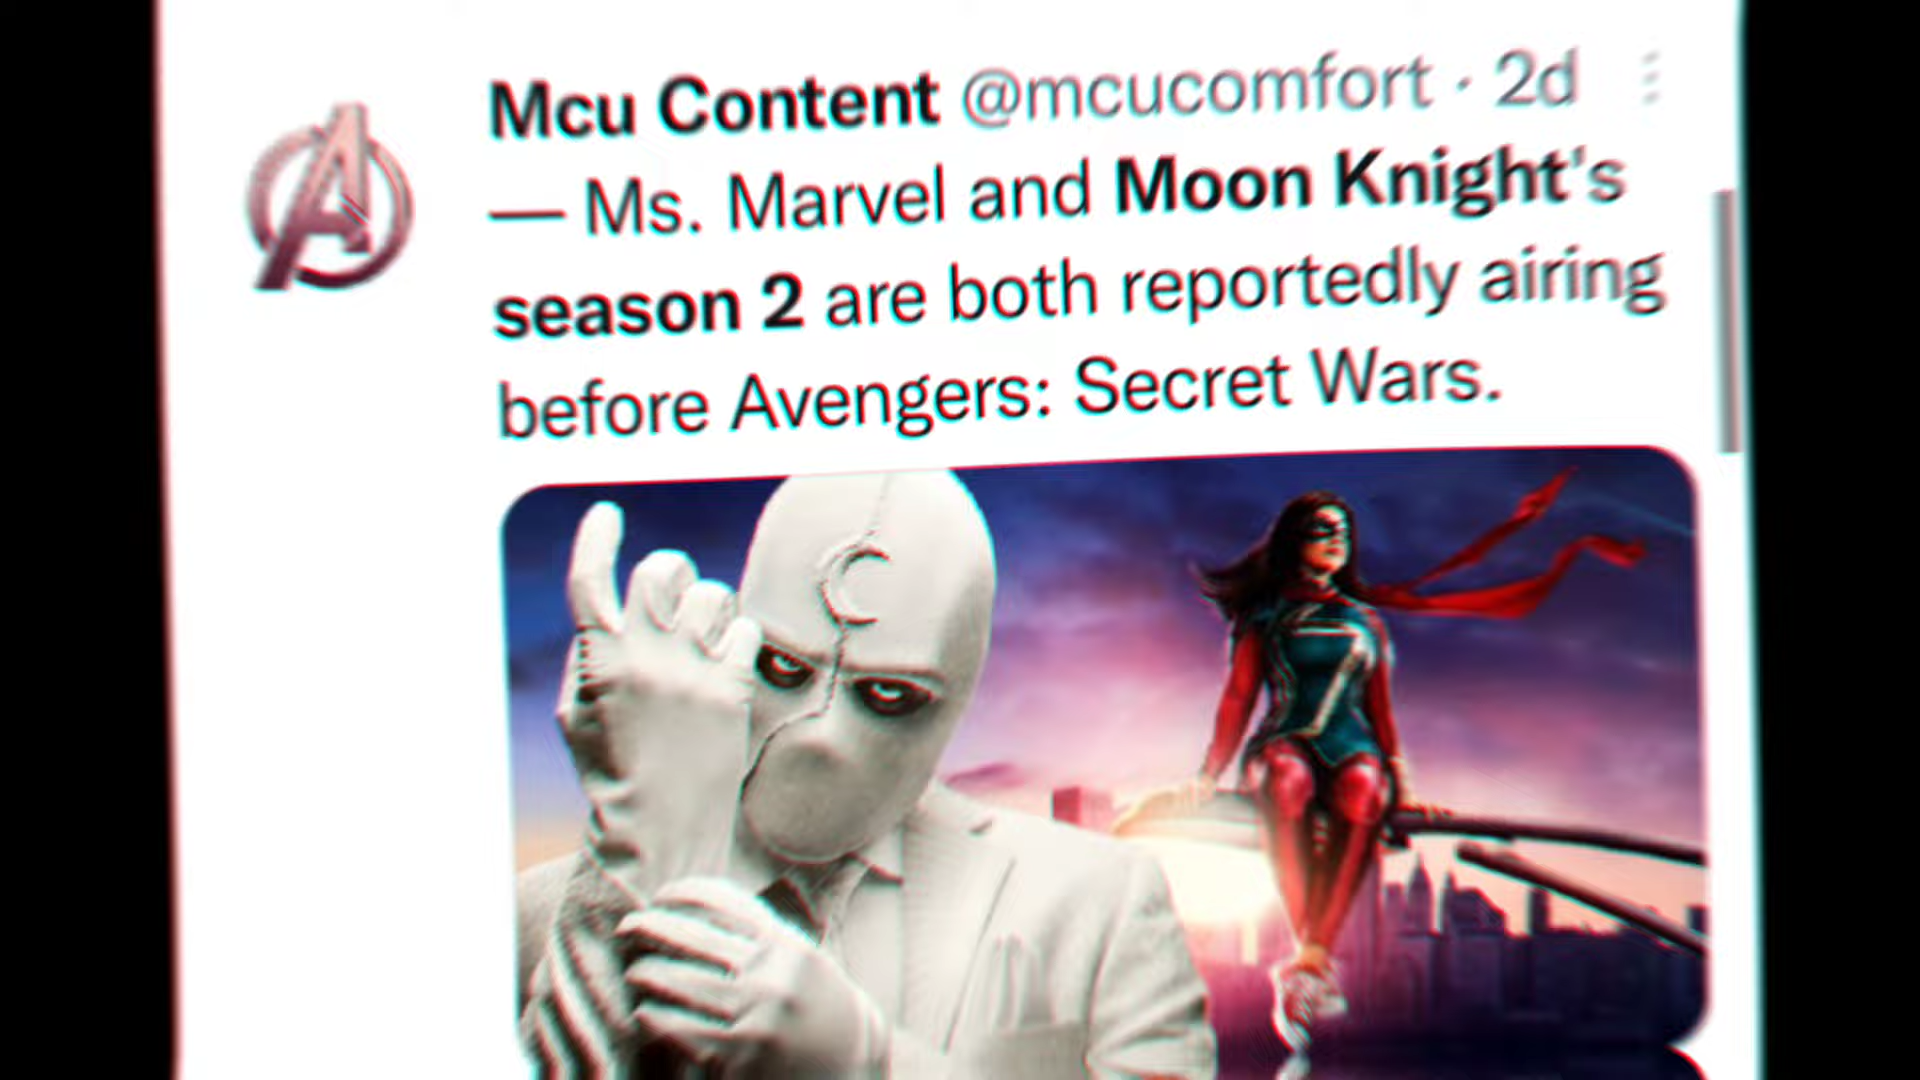 Mcu Content @mcucomfort · 2d
— Ms. Marvel and Moon Knight's
season 2 are both reportedly airing
before Avengers: Secret Wars.